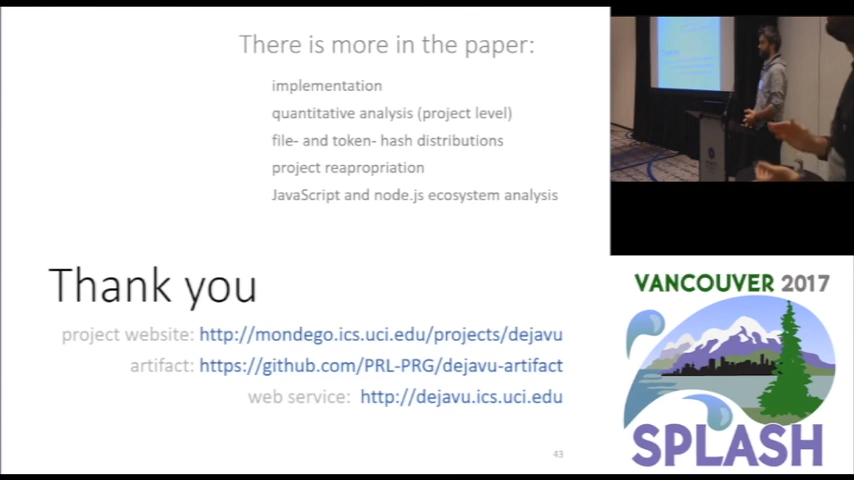 There is more in the paper:
implementation
quantitative analysis (project level)
file- and token- hash distributions
project reapropriation
JavaScript and node.js ecosystem analysis
Thank you
project website: http://mondego.ics.uci.edu/projects/dejavu
artifact: https://github.com/PRL-PRG/dejavu-artifact
web service: http://dejavu.ics.uci.edu
43
VANCOUVER 2017
SPLASH